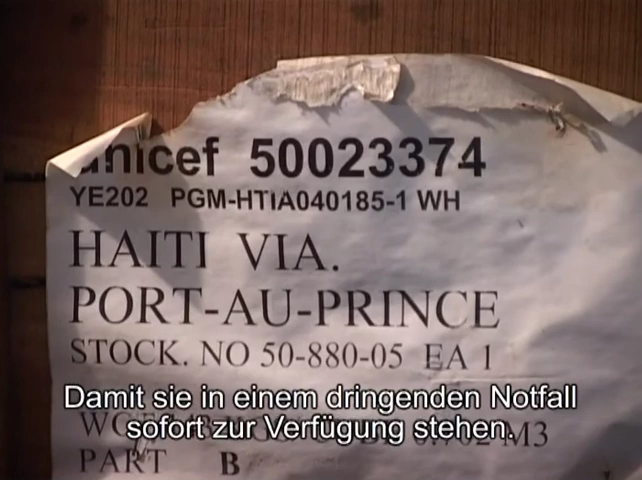 unicef 50023374
YE202 PGM-HTIA040185-1 WH
HAITI VIA.
PORT-AU-PRINCE
STOCK. NO 50-880-05 EA 1
Damit sie in einem dringenden Notfall
sofort zur Verfügung stehen.
M3
PART B